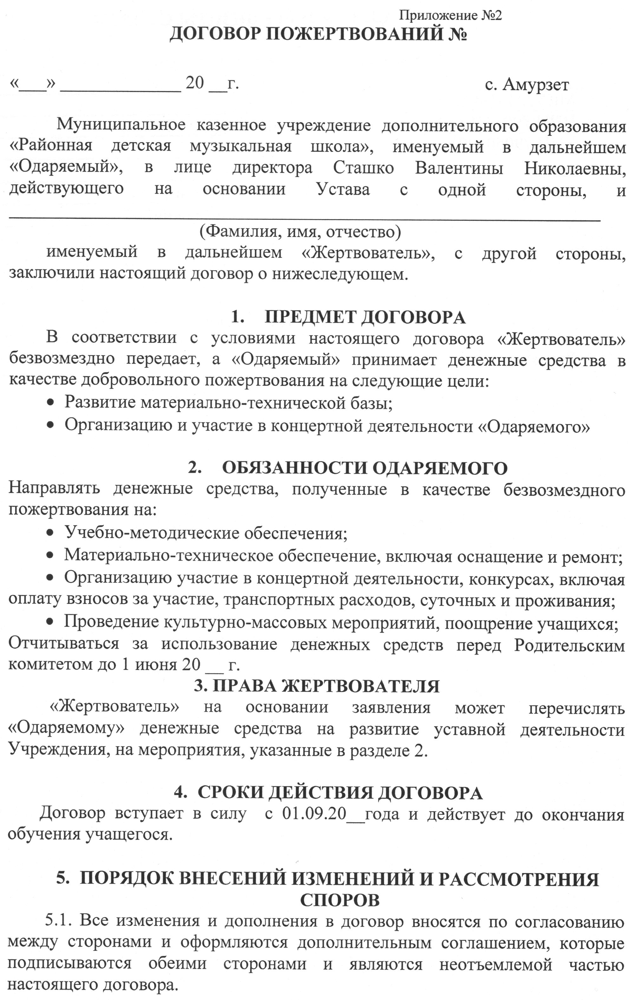 Приложение №2
ДОГОВОР ПОЖЕРТВОВАНИЙ №
«___» _____________ 20 __г.
с. Амурзет
Муниципальное казенное учреждение дополнительного образования
«Районная детская музыкальная школа», именуемый в дальнейшем
«Одаряемый», в лице директора Сташко Валентины Николаевны,
действующего на основании Устава с одной стороны, и
(Фамилия, имя, отчество)
именуемый в дальнейшем «Жертвователь», с другой стороны,
заключили настоящий договор о нижеследующем.
1. ПРЕДМЕТ ДОГОВОРА
В соответствии с условиями настоящего договора «Жертвователь»
безвозмездно передает, а «Одаряемый» принимает денежные средства в
качестве добровольного пожертвования на следующие цели:
• Развитие материально-технической базы;
• Организацию и участие в концертной деятельности «Одаряемого»
2. ОБЯЗАННОСТИ ОДАРЯЕМОГО
Направлять денежные средства, полученные в качестве безвозмездного
пожертвования на:
• Учебно-методические обеспечения;
• Материально-техническое обеспечение, включая оснащение и ремонт;
• Организацию участие в концертной деятельности, конкурсах, включая
оплату взносов за участие, транспортных расходов, суточных и проживания;
• Проведение культурно-массовых мероприятий, поощрение учащихся;
Отчитываться за использование денежных средств перед Родительским
комитетом до 1 июня 20 __ г.
3. ПРАВА ЖЕРТВОВАТЕЛЯ
«Жертвователь» на основании заявления может перечислять
«Одаряемому» денежные средства на развитие уставной деятельности
Учреждения, на мероприятия, указанные в разделе 2.
4. СРОКИ ДЕЙСТВИЯ ДОГОВОРА
Договор вступает в силу с 01.09.20__года и действует до окончания
обучения учащегося.
5. ПОРЯДОК ВНЕСЕНИЙ ИЗМЕНЕНИЙ И РАССМОТРЕНИЯ
СПОРОВ
5.1. Все изменения и дополнения в договор вносятся по согласованию
между сторонами и оформляются дополнительным соглашением, которые
подписываются обеими сторонами и являются неотъемлемой частью
настоящего договора.